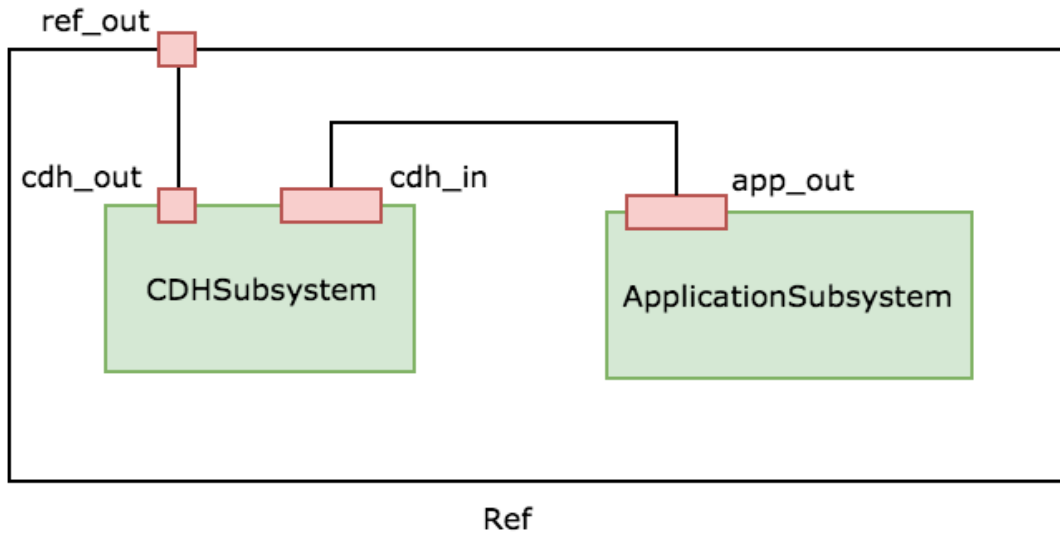 ref_out
cdh_out
cdh_in
app_out
CDHSubsystem
ApplicationSubsystem
Ref